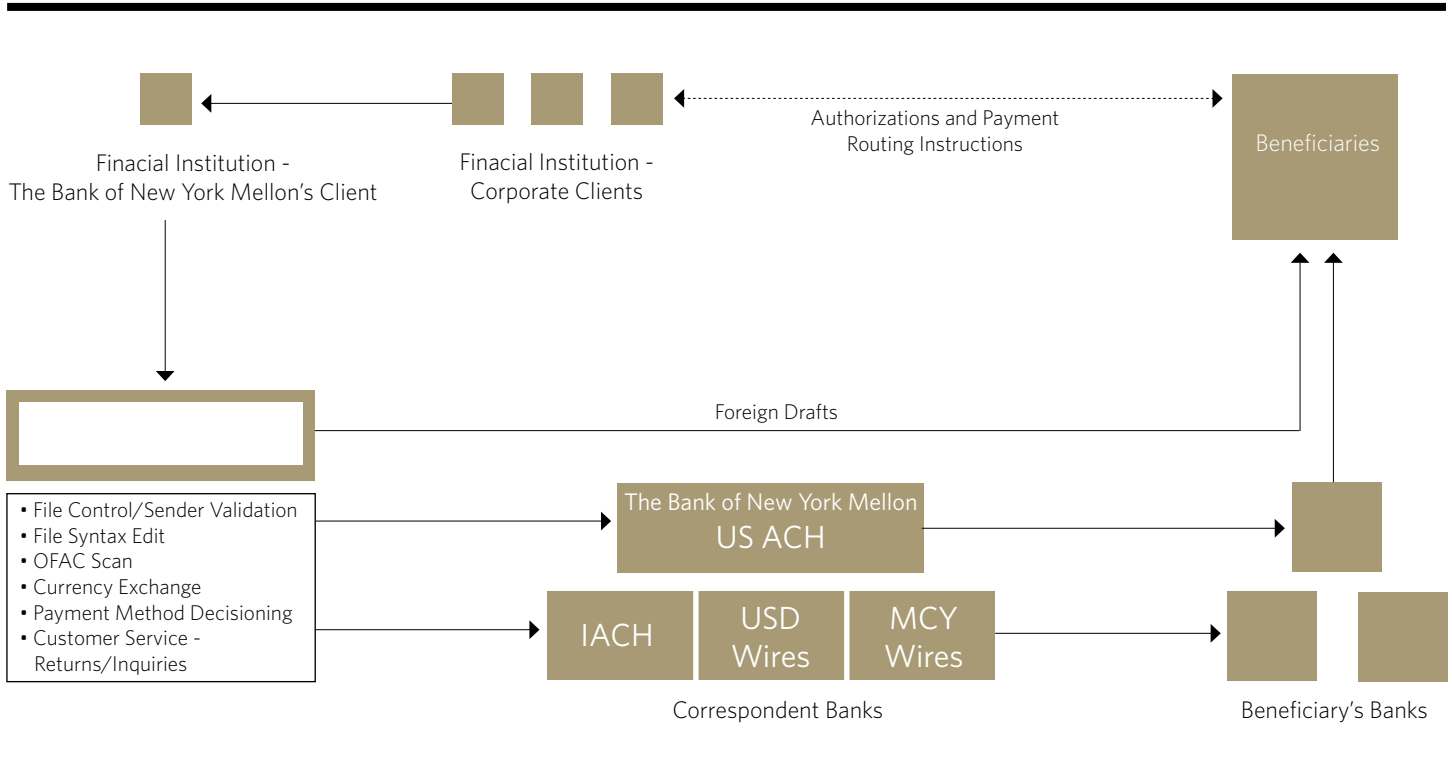 Finacial Institution -
The Bank of New York Mellon's Client
Finacial Institution -
Corporate Clients
Authorizations and Payment
Routing Instructions
Beneficiaries
Foreign Drafts
• File Control/Sender Validation
• File Syntax Edit
• OFAC Scan
• Currency Exchange
• Payment Method Decisioning
• Customer Service -
Returns/Inquiries
The Bank of New York Mellon
US ACH
IACH
USD
Wires
MCY
Wires
Correspondent Banks
Beneficiary's Banks